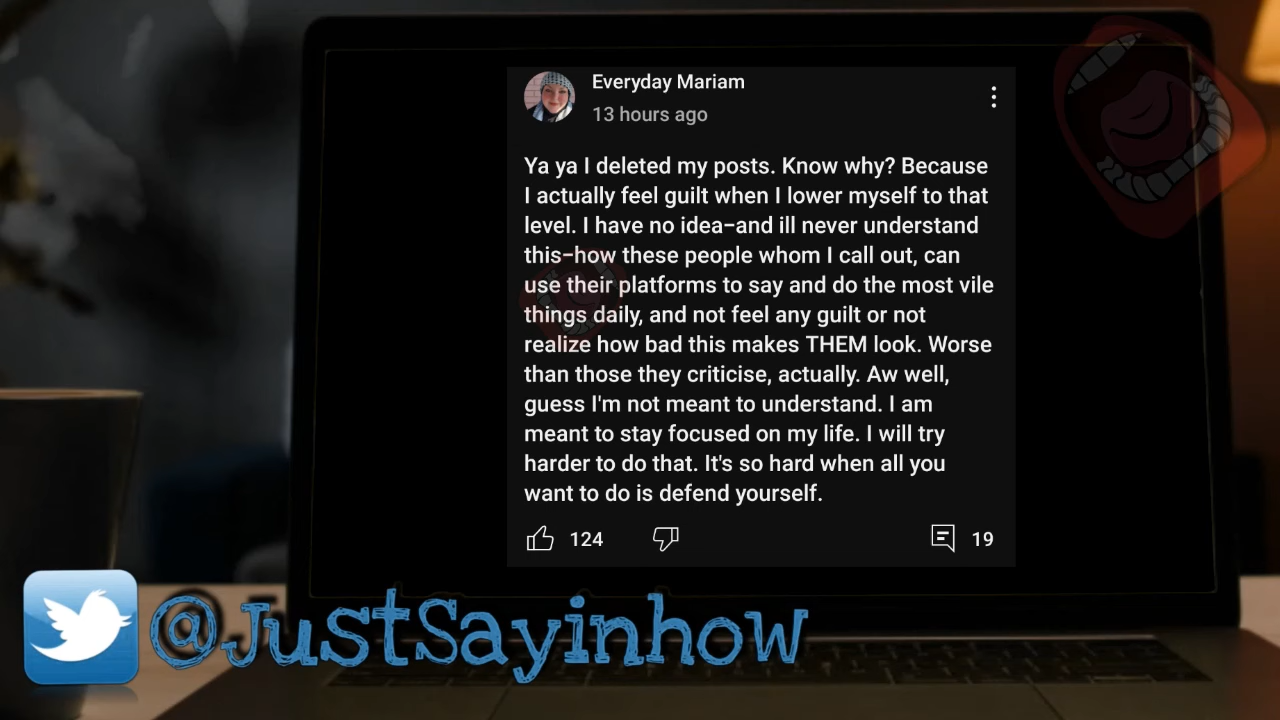 Everyday Mariam
13 hours ago
Ya ya I deleted my posts. Know why? Because
I actually feel guilt when I lower myself to that
level. I have no idea–and ill never understand
this–how these people whom I call out, can
use their platforms to say and do the most vile
things daily, and not feel any guilt or not
realize how bad this makes THEM look. Worse
than those they criticise, actually. Aw well,
guess I'm not meant to understand. I am
meant to stay focused on my life. I will try
harder to do that. It's so hard when all you
want to do is defend yourself.
124
19
@JustSayinhow